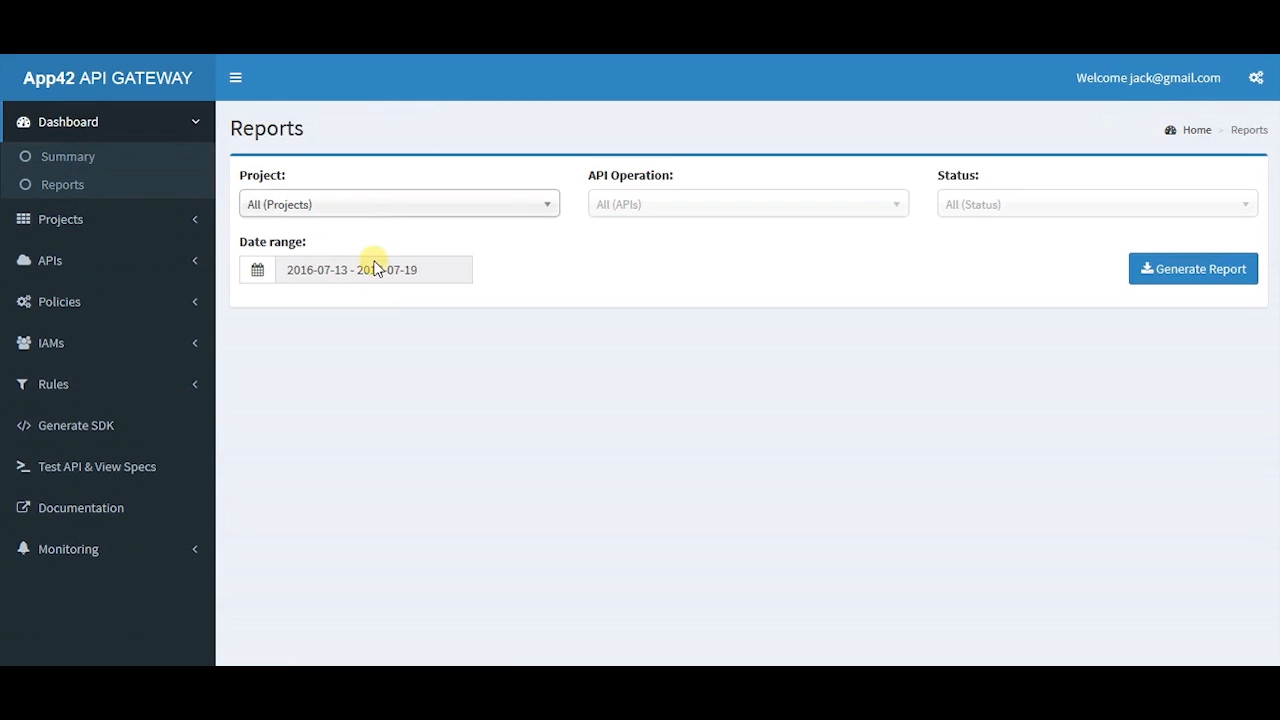 App42 API GATEWAY
Welcome jack@gmail.com
Dashboard
Summary
Reports
Projects
APIs
Policies
IAMs
Rules
Generate SDK
Test API & View Specs
Documentation
Monitoring
Reports
Home > Reports
Project:
All (Projects)
API Operation:
All (APIs)
Status:
All (Status)
Date range:
2016-07-13 - 2016-07-19
Generate Report